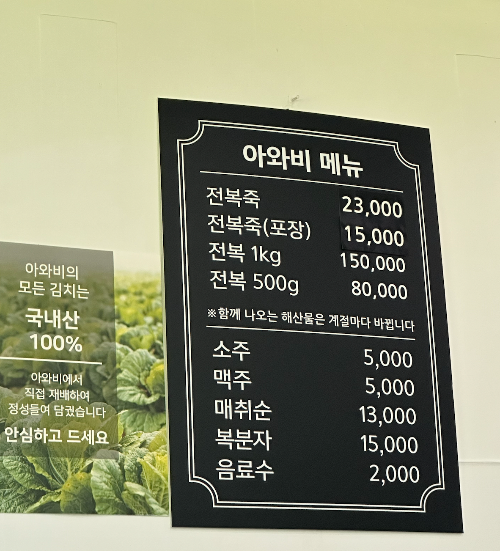 아와비 메뉴
전복죽 23,000
전복죽(포장) 15,000
전복 1kg 150,000
전복 500g 80,000
※함께 나오는 해산물은 계절마다 바뀝니다
소주 5,000
맥주 5,000
매취순 13,000
복분자 15,000
음료수 2,000
아와비의
모든 김치는
국내산
100%
아와비에서
직접 재배하여
정성들여 담궜습니다
안심하고 드세요